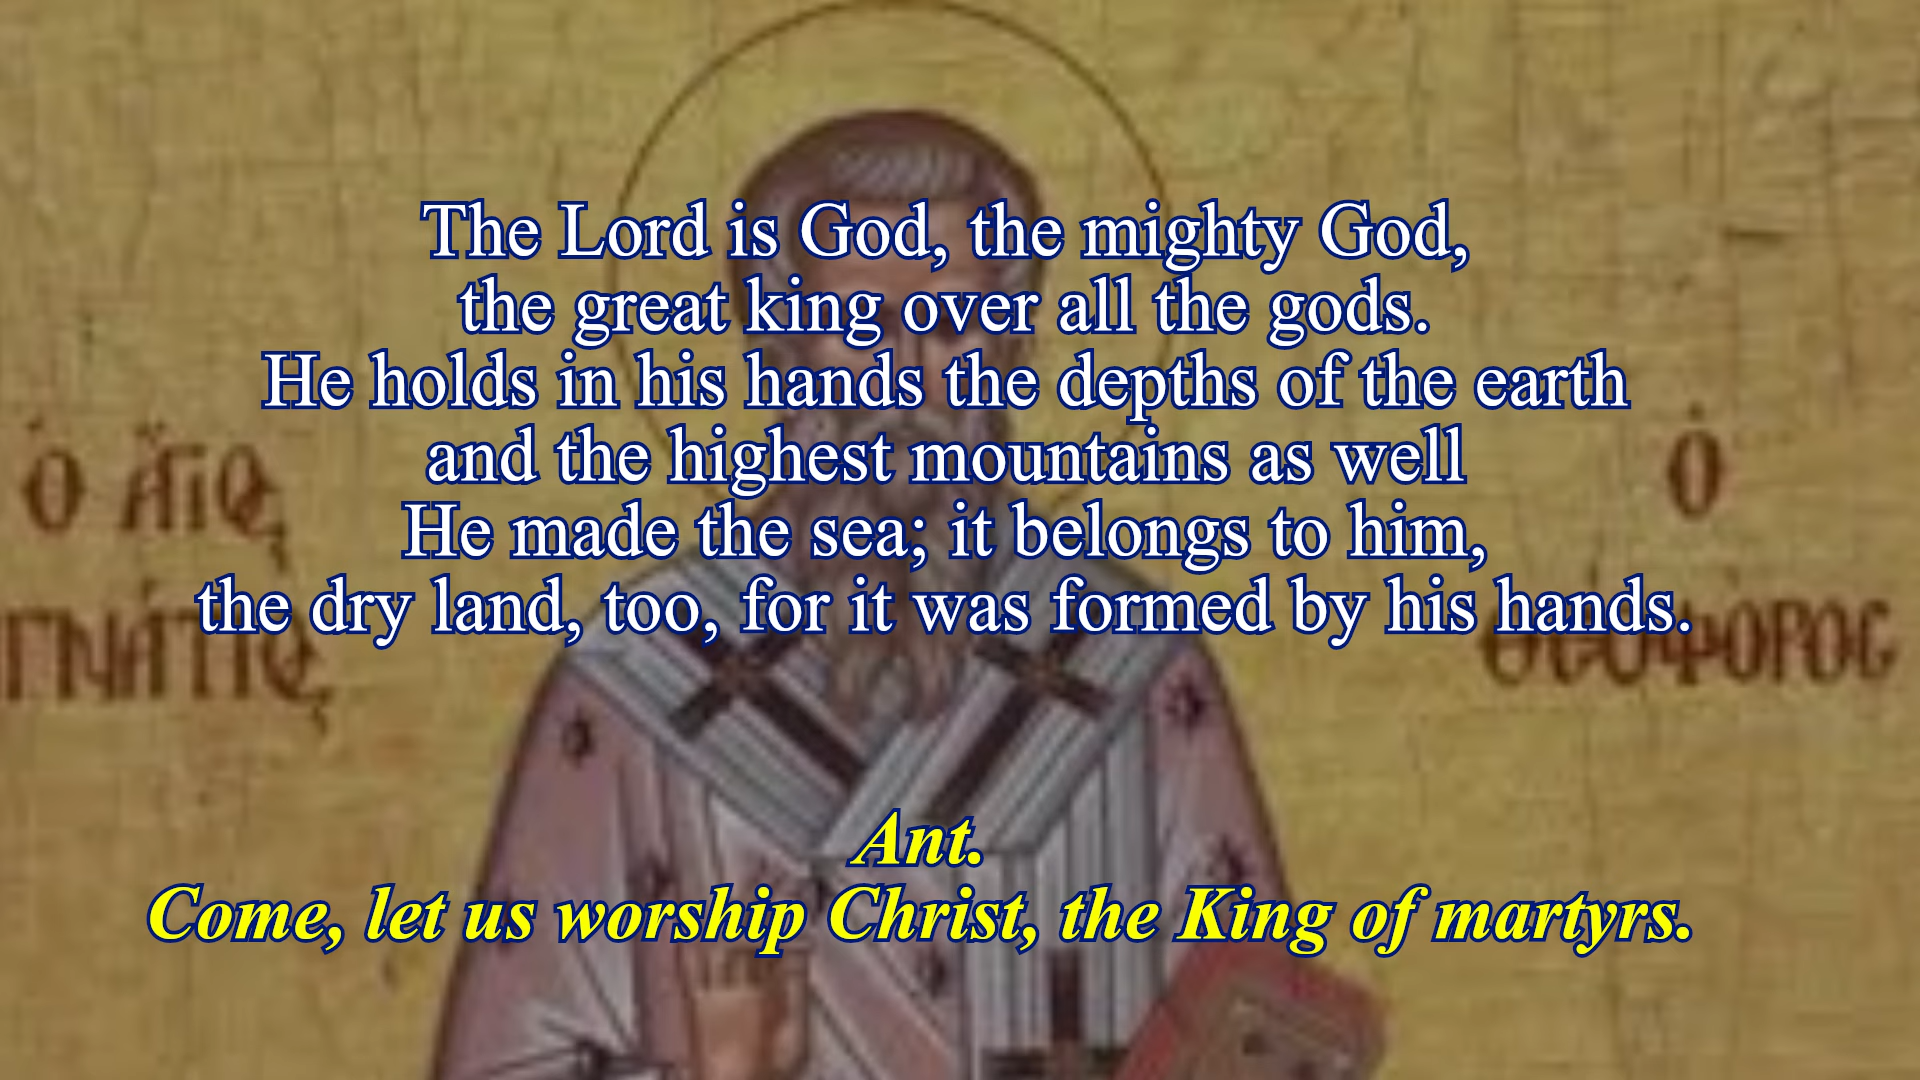 The Lord is God, the mighty God,
the great king over all the gods.
He holds in his hands the depths of the earth
and the highest mountains as well
He made the sea; it belongs to him,
the dry land, too, for it was formed by his hands.
Ὁ ἍΓΙΟς
ἸΓΝΆΤΙΟς
Ὁ
ΘΕΟΦΌΡΟς
Ant.
Come, let us worship Christ, the King of martyrs.